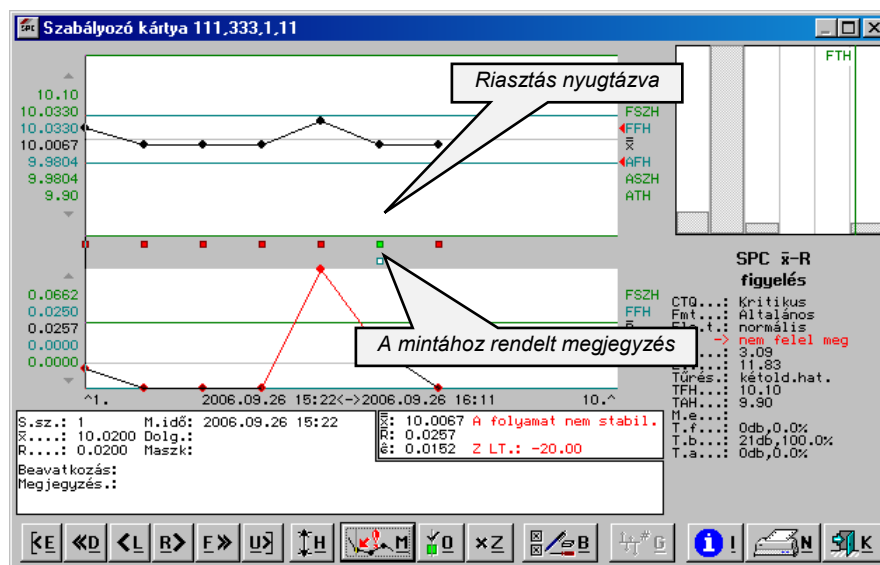 SPC Szabályozó kártya 111,333,1,11
Riasztás nyugtázva
10.10
10.0330
10.0330
10.0067
9.9804
9.9804
9.90
FSZH
FFH
x̿
AFH
ASZH
ATH
FTH
0.0662
0.0250
0.0257
0.0000
0.0000
FSZH
FFH
A mintához rendelt megjegyzés
^1. 2006.09.26 15:22<->2006.09.26 16:11 10.^
SPC x̿-R
figyelés
CTQ...: Kritikus
Fmt...: Általános
normális
-> nem felel meg
...: 3.09
...: 11.83
Tűrés.: kétold.hat.
TFH...: 10.10
TAH...: 9.90
M.e...:
T.f...: 0db,0.0%
T.b...: 21db,100.0%
T.a...: 0db,0.0%
S.sz.: 1 M.idő: 2006.09.26 15:22
x̄....: 10.0200 Dolg.:
R....: 0.0200 Maszk:
x̿: 10.0067 A folyamat nem stabil.
R̄: 0.0257
ê: 0.0152 Z LT.: -20.00
Beavatkozás:
Megjegyzés.:
E D L R F U H M O Z B G I N K